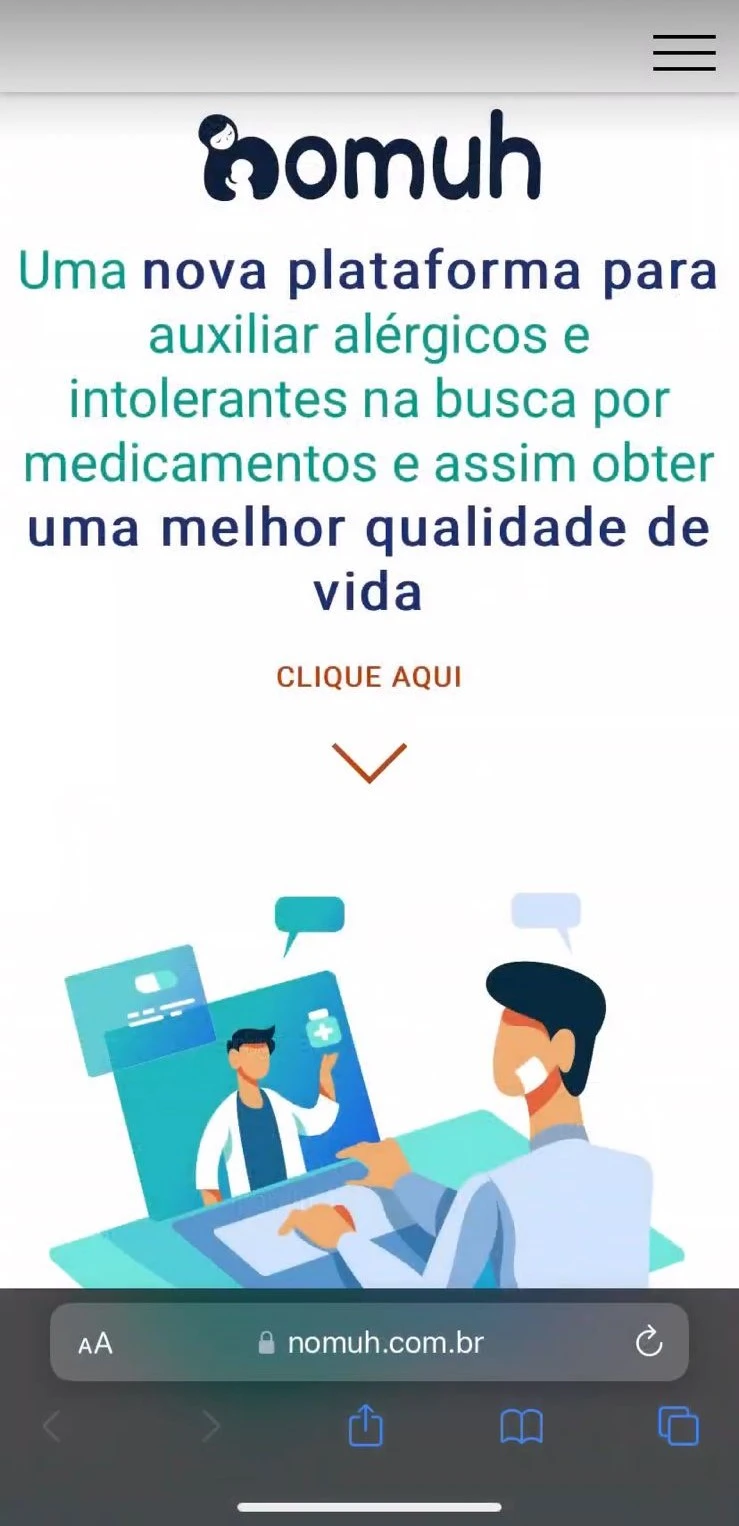 nomuh
Uma nova plataforma para
auxiliar alérgicos e
intolerantes na busca por
medicamentos e assim obter
uma melhor qualidade de
vida
CLIQUE AQUI
AA
nomuh.com.br